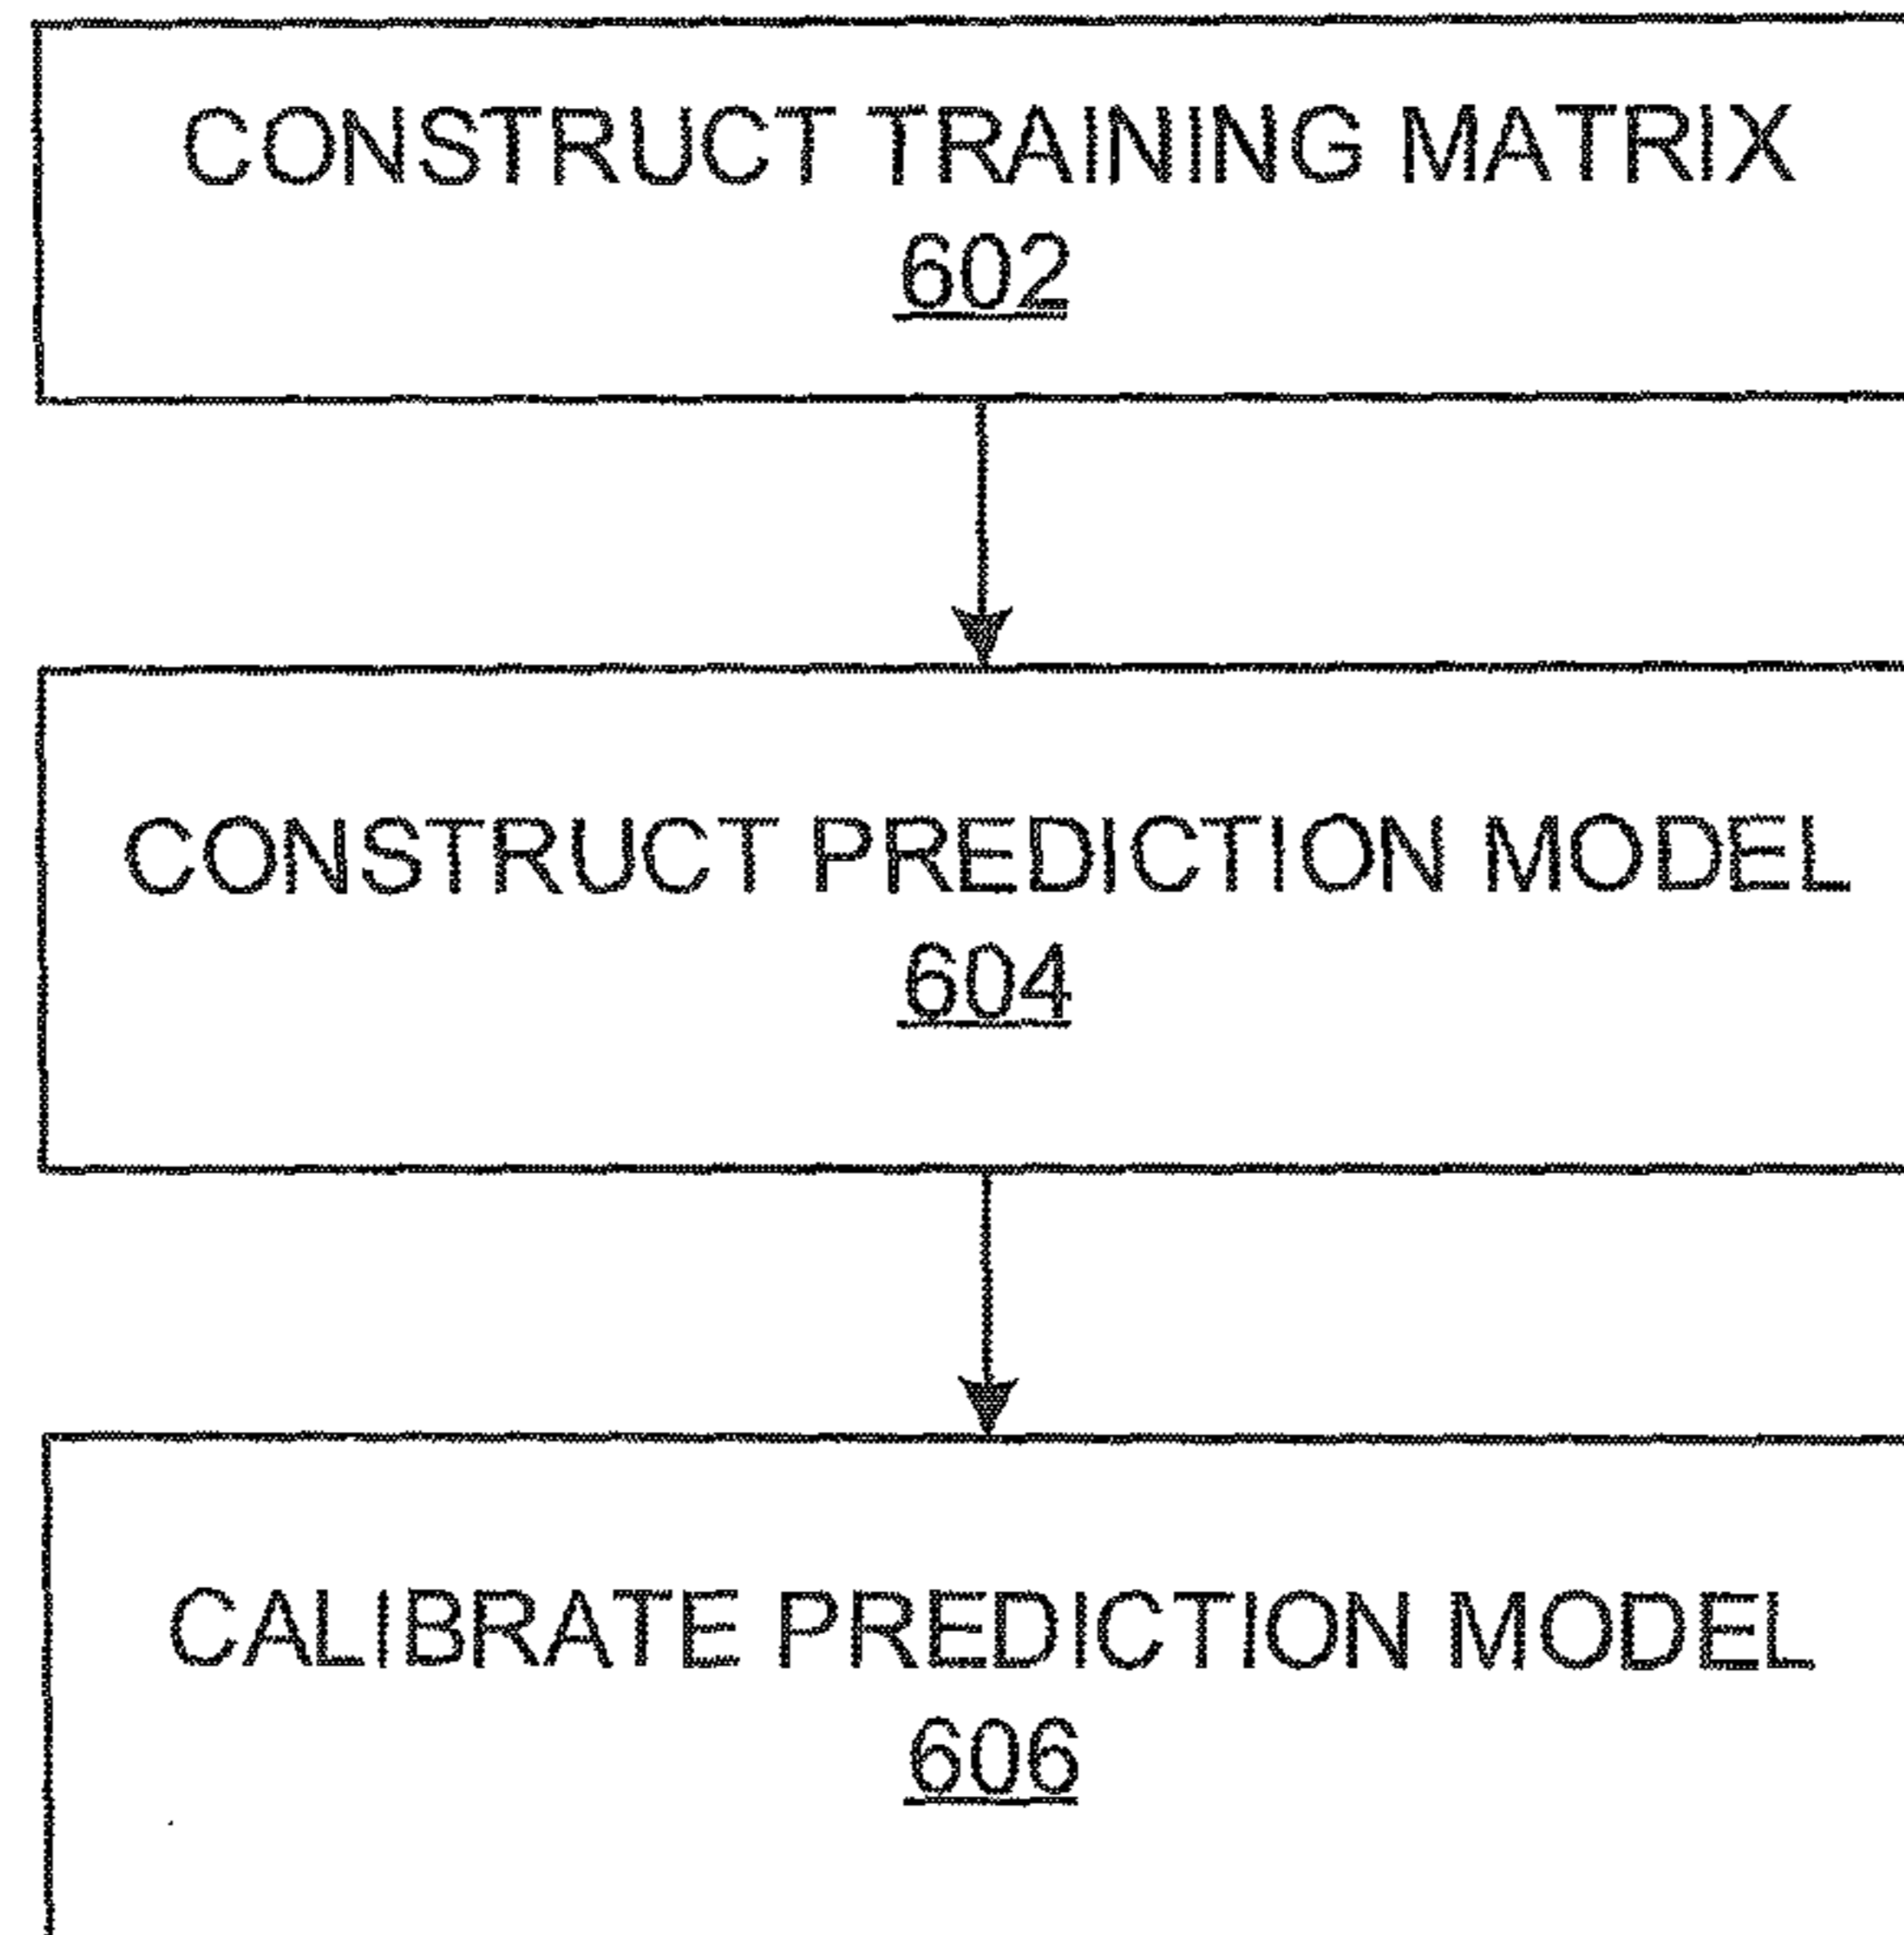 CONSTRUCT TRAINING MATRIX
602
CONSTRUCT PREDICTION MODEL
604
CALIBRATE PREDICTION MODEL
606